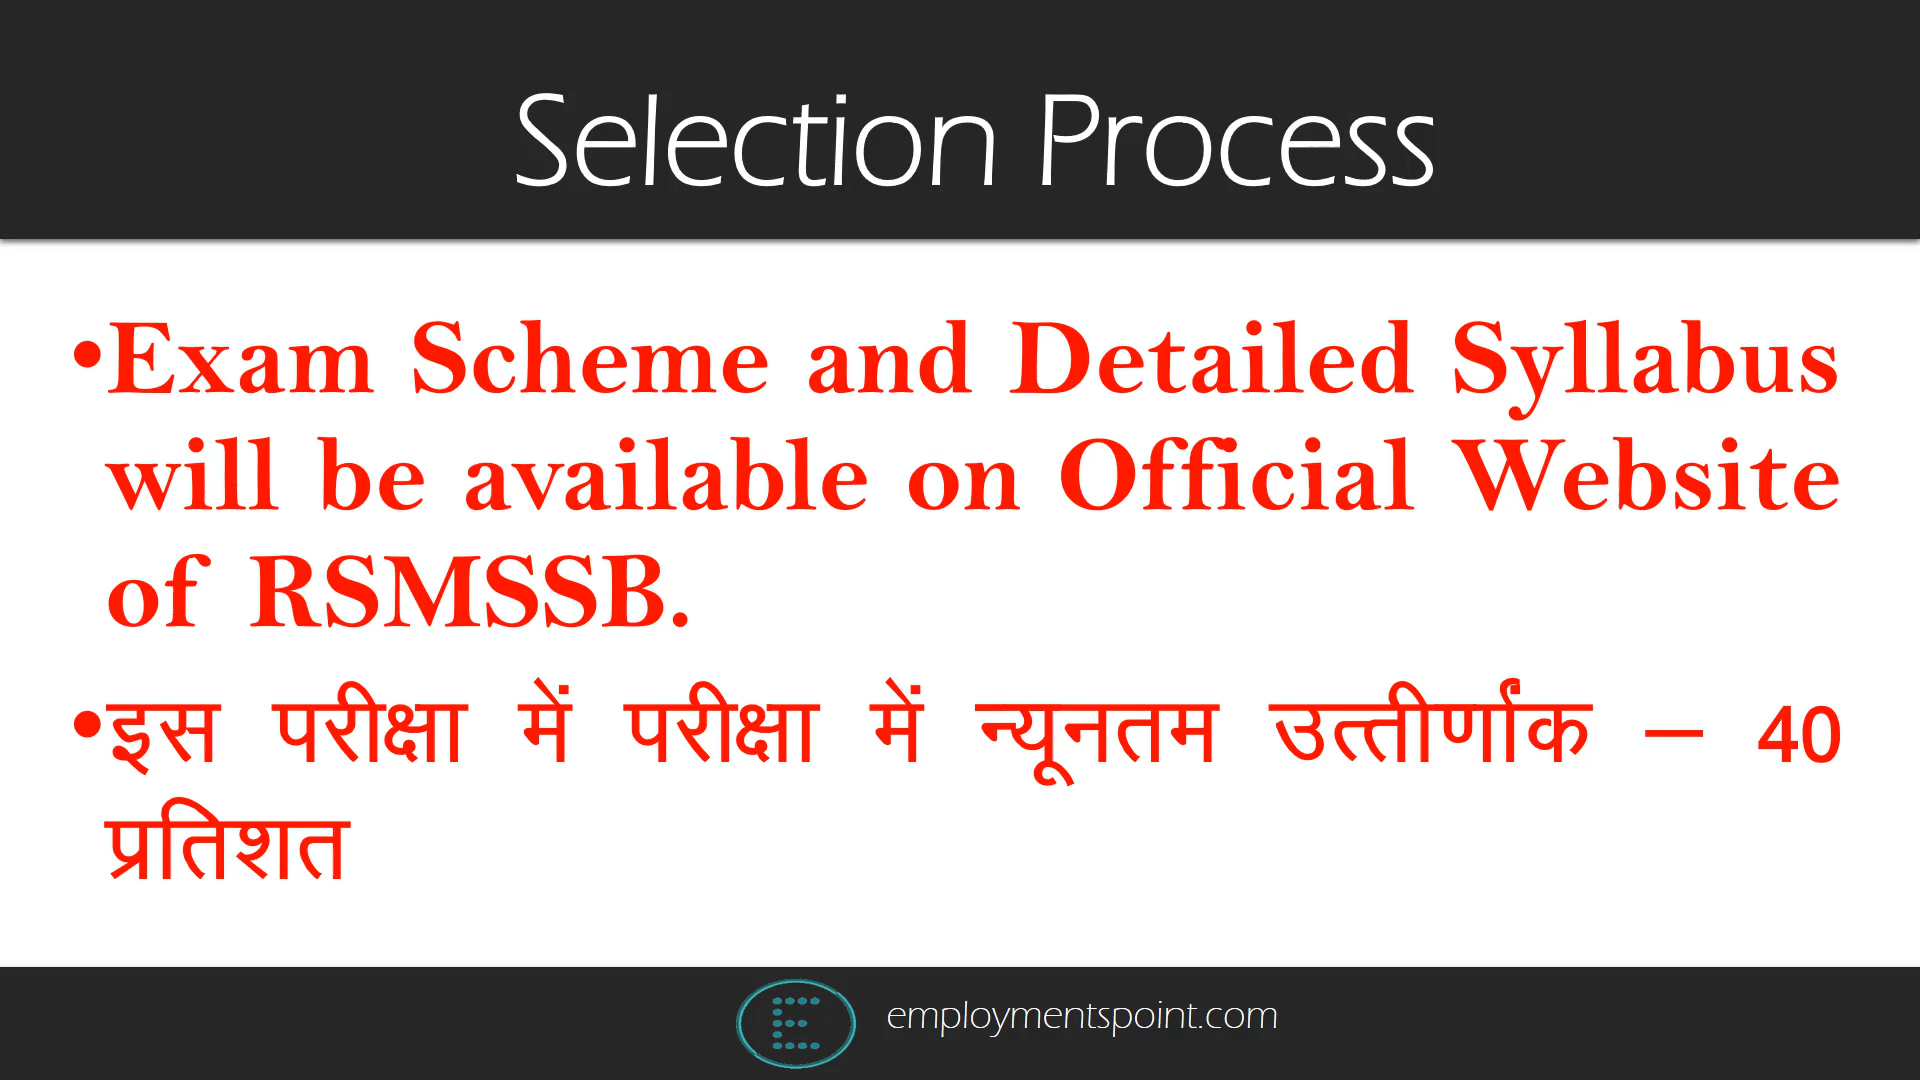 Selection Process
•Exam Scheme and Detailed Syllabus
will be available on Official Website
of RSMSSB.
•इस परीक्षा में परीक्षा में न्यूनतम उत्तीर्णांक – 40
प्रतिशत
E employmentspoint.com